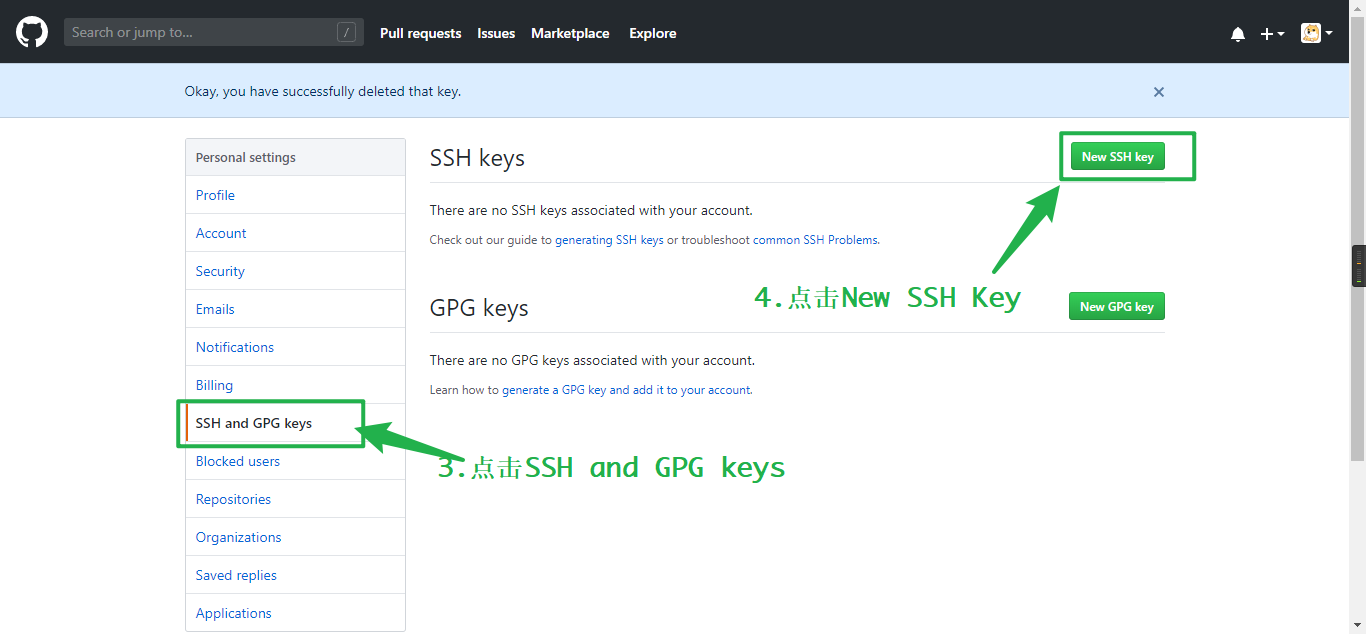 Search or jump to... /
Pull requests Issues Marketplace Explore
Okay, you have successfully deleted that key.
Personal settings
Profile
Account
Security
Emails
Notifications
Billing
SSH and GPG keys
Blocked users
Repositories
Organizations
Saved replies
Applications
SSH keys
New SSH key
There are no SSH keys associated with your account.
Check out our guide to generating SSH keys or troubleshoot common SSH Problems.
4.点击New SSH Key
GPG keys
New GPG key
There are no GPG keys associated with your account.
Learn how to generate a GPG key and add it to your account.
3.点击SSH and GPG keys